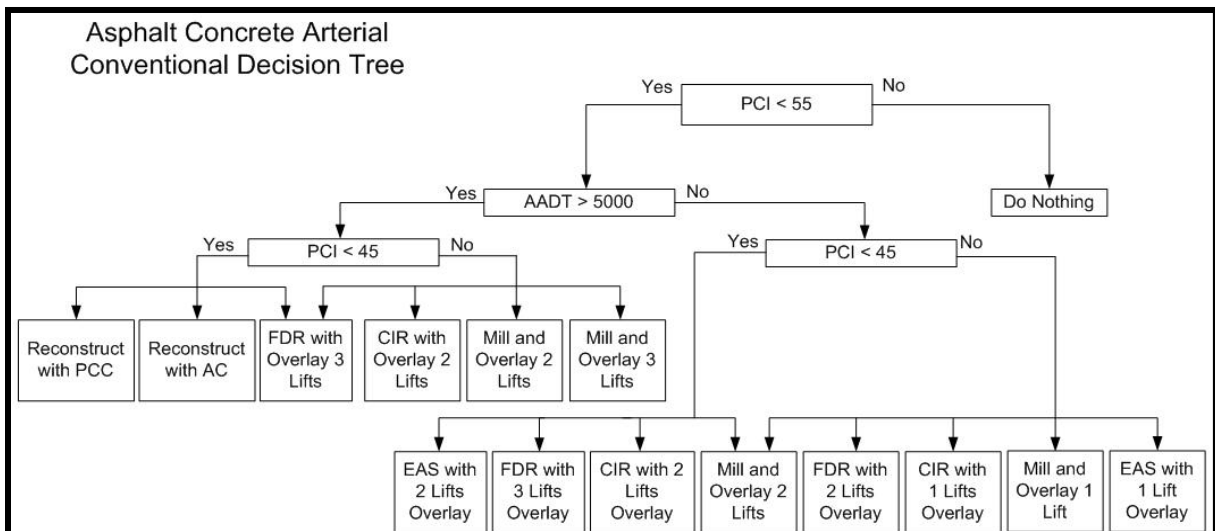 Asphalt Concrete Arterial
Conventional Decision Tree
Yes
PCI < 55
No
Yes
AADT > 5000
No
Do Nothing
Yes
PCI < 45
No
Yes
PCI < 45
No
Reconstruct
with PCC
Reconstruct
with AC
FDR with
Overlay 3
Lifts
CIR with
Overlay 2
Lifts
Mill and
Overlay 2
Lifts
Mill and
Overlay 3
Lifts
EAS with
2 Lifts
Overlay
FDR with
3 Lifts
Overlay
CIR with 2
Lifts
Overlay
Mill and
Overlay 2
Lifts
FDR with
2 Lifts
Overlay
CIR with
1 Lifts
Overlay
Mill and
Overlay 1
Lift
EAS with
1 Lift
Overlay